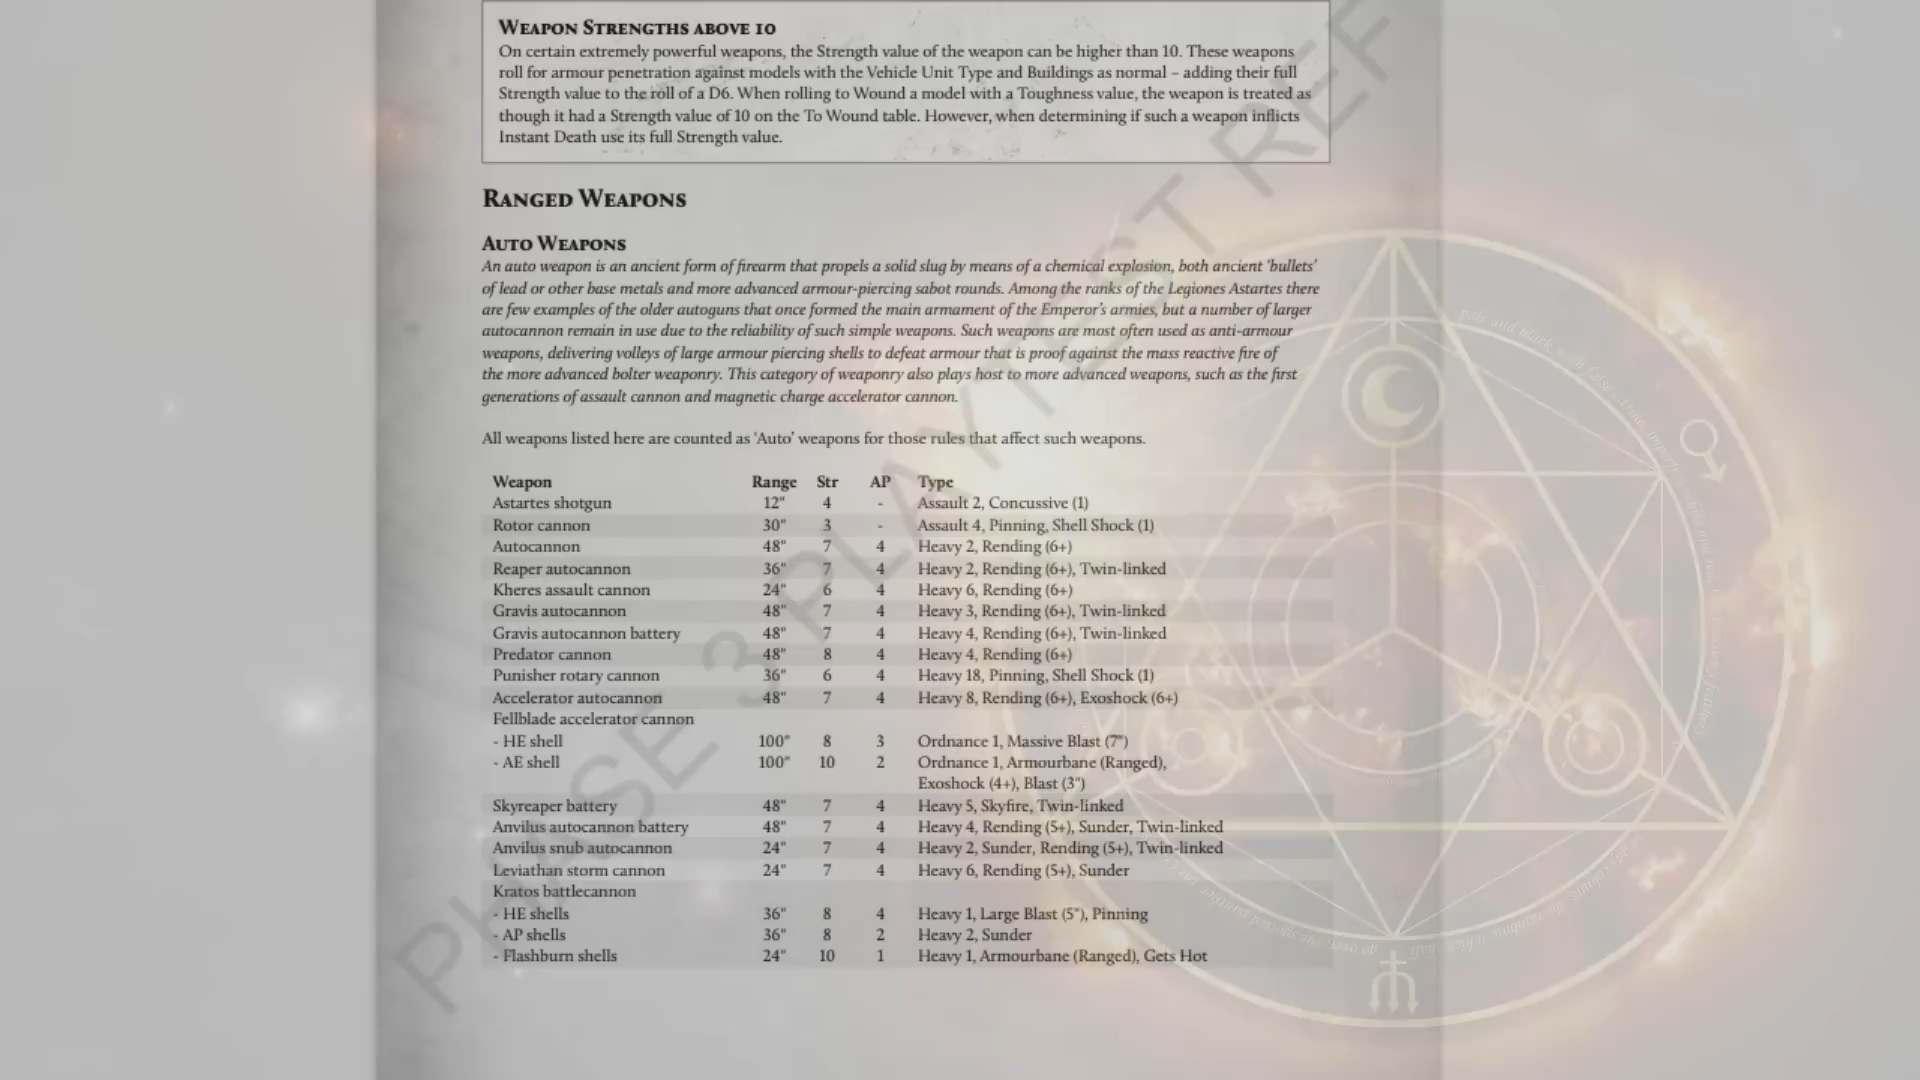 WEAPON STRENGTHS ABOVE 10
On certain extremely powerful weapons, the Strength value of the weapon can be higher than 10. These weapons
roll for armour penetration against models with the Vehicle Unit Type and Buildings as normal – adding their full
Strength value to the roll of a D6. When rolling to Wound a model with a Toughness value, the weapon is treated as
though it had a Strength value of 10 on the To Wound table. However, when determining if such a weapon inflicts
Instant Death use its full Strength value.
RANGED WEAPONS
AUTO WEAPONS
An auto weapon is an ancient form of firearm that propels a solid slug by means of a chemical explosion, both ancient ‘bullets’
of lead or other base metals and more advanced armour-piercing sabot rounds. Among the ranks of the Legiones Astartes there
are few examples of the older autoguns that once formed the main armament of the Emperor’s armies, but a number of larger
autocannon remain in use due to the reliability of such simple weapons. Such weapons are most often used as anti-armour
weapons, delivering volleys of large armour piercing shells to defeat armour that is proof against the mass reactive fire of
the more advanced bolter weaponry. This category of weaponry also plays host to more advanced weapons, such as the first
generations of assault cannon and magnetic charge accelerator cannon.
All weapons listed here are counted as ‘Auto’ weapons for those rules that affect such weapons.
Weapon Range Str AP Type
Astartes shotgun 12" 4 - Assault 2, Concussive (1)
Rotor cannon 30" 3 - Assault 4, Pinning, Shell Shock (1)
Autocannon 48" 7 4 Heavy 2, Rending (6+)
Reaper autocannon 36" 7 4 Heavy 2, Rending (6+), Twin-linked
Kheres assault cannon 24" 6 4 Heavy 6, Rending (6+)
Gravis autocannon 48" 7 4 Heavy 3, Rending (6+), Twin-linked
Gravis autocannon battery 48" 7 4 Heavy 4, Rending (6+), Twin-linked
Predator cannon 48" 8 4 Heavy 4, Rending (6+)
Punisher rotary cannon 36" 6 4 Heavy 18, Pinning, Shell Shock (1)
Accelerator autocannon 48" 7 4 Heavy 8, Rending (6+), Exoshock (6+)
Fellblade accelerator cannon
- HE shell 100" 8 3 Ordnance 1, Massive Blast (7")
- AE shell 100" 10 2 Ordnance 1, Armourbane (Ranged),
Exoshock (4+), Blast (3")
Skyreaper battery 48" 7 4 Heavy 5, Skyfire, Twin-linked
Anvilus autocannon battery 48" 7 4 Heavy 4, Rending (5+), Sunder, Twin-linked
Anvilus snub autocannon 24" 7 4 Heavy 2, Sunder, Rending (5+), Twin-linked
Leviathan storm cannon 24" 7 4 Heavy 6, Rending (5+), Sunder
Kratos battlecannon
- HE shells 36" 8 4 Heavy 1, Large Blast (5"), Pinning
- AP shells 36" 8 2 Heavy 2, Sunder
- Flashburn shells 24" 10 1 Heavy 1, Armourbane (Ranged), Gets Hot
PHASE 3 PLAYTEST REF